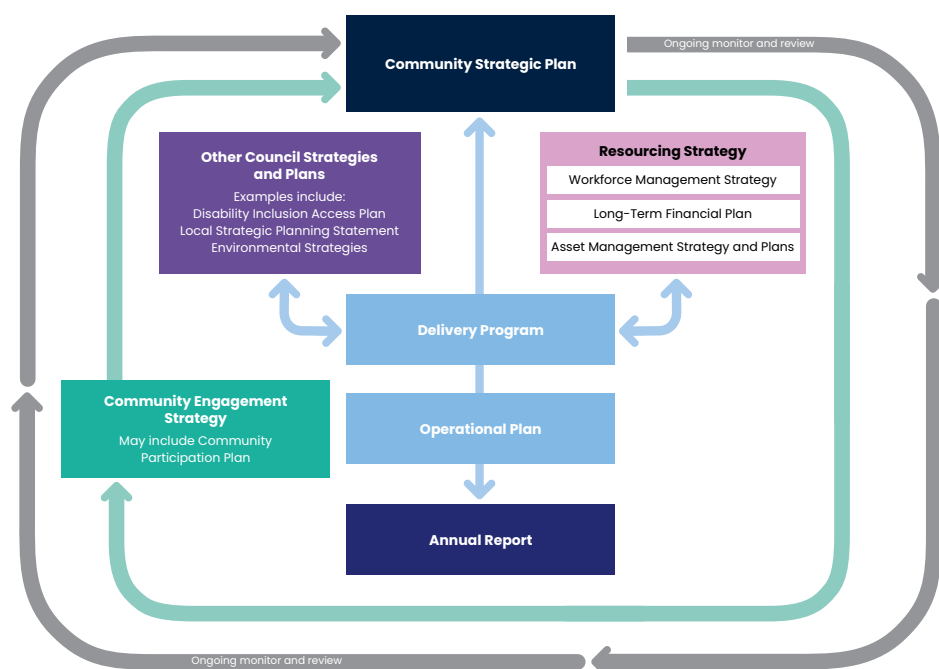 Ongoing monitor and review
Community Strategic Plan
Other Council Strategies
and Plans
Examples include:
Disability Inclusion Access Plan
Local Strategic Planning Statement
Environmental Strategies
Resourcing Strategy
Workforce Management Strategy
Long-Term Financial Plan
Asset Management Strategy and Plans
Delivery Program
Community Engagement
Strategy
May include Community
Participation Plan
Operational Plan
Annual Report
Ongoing monitor and review